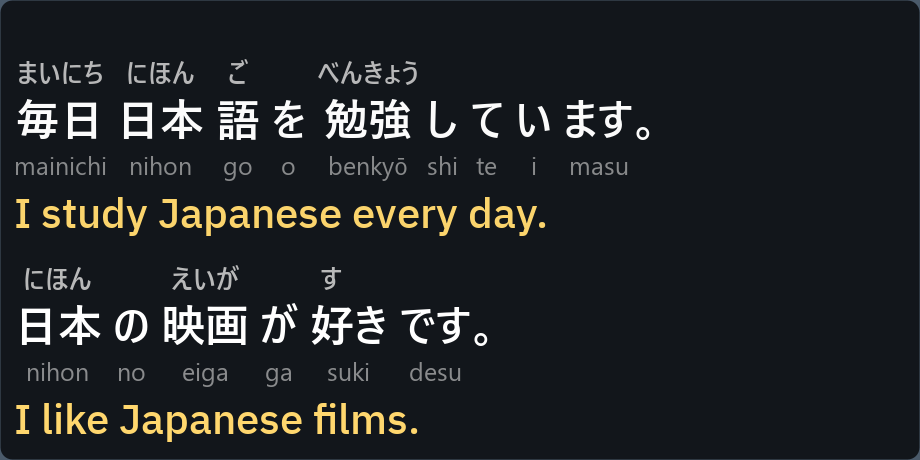 まいにち にほん ご べんきょう
毎日 日本 語 を 勉強 し て い ます。
mainichi nihon go o benkyō shi te i masu
I study Japanese every day.
にほん えいが す
日本 の 映画 が 好き です。
nihon no eiga ga suki desu
I like Japanese films.